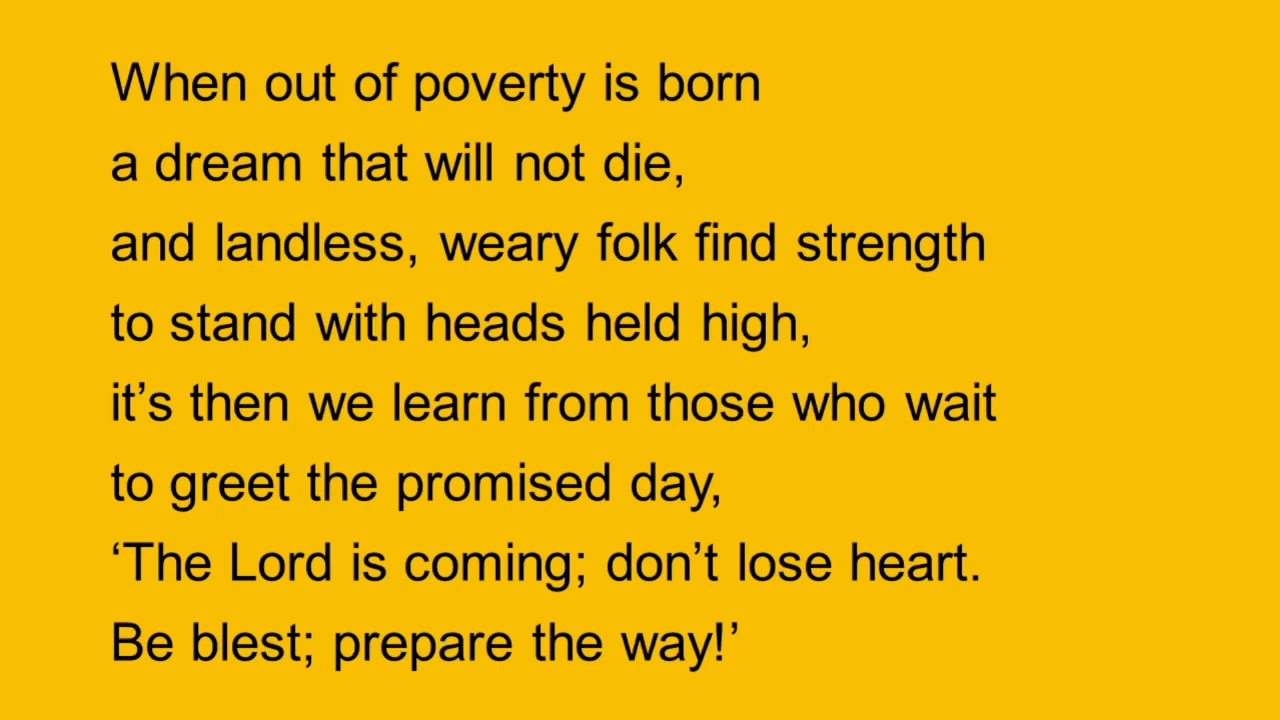 When out of poverty is born
a dream that will not die,
and landless, weary folk find strength
to stand with heads held high,
it’s then we learn from those who wait
to greet the promised day,
‘The Lord is coming; don’t lose heart.
Be blest; prepare the way!’